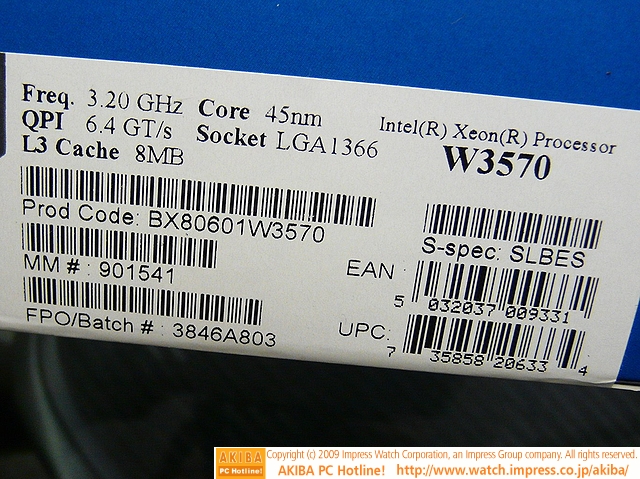 Freq. 3.20 GHz Core 45nm
QPI 6.4 GT/s Socket LGA1366
L3 Cache 8MB
Intel(R) Xeon(R) Processor
W3570
Prod Code: BX80601W3570
MM # : 901541
FPO/Batch # : 3846A803
S-spec: SLBES
EAN :
5 032037 009331
UPC:
7 35858 20633 4
AKIBA
PC Hotline!
Copyright (c) 2009 Impress Watch Corporation, an Impress Group company. All rights reserved.
AKIBA PC Hotline! http://www.watch.impress.co.jp/akiba/